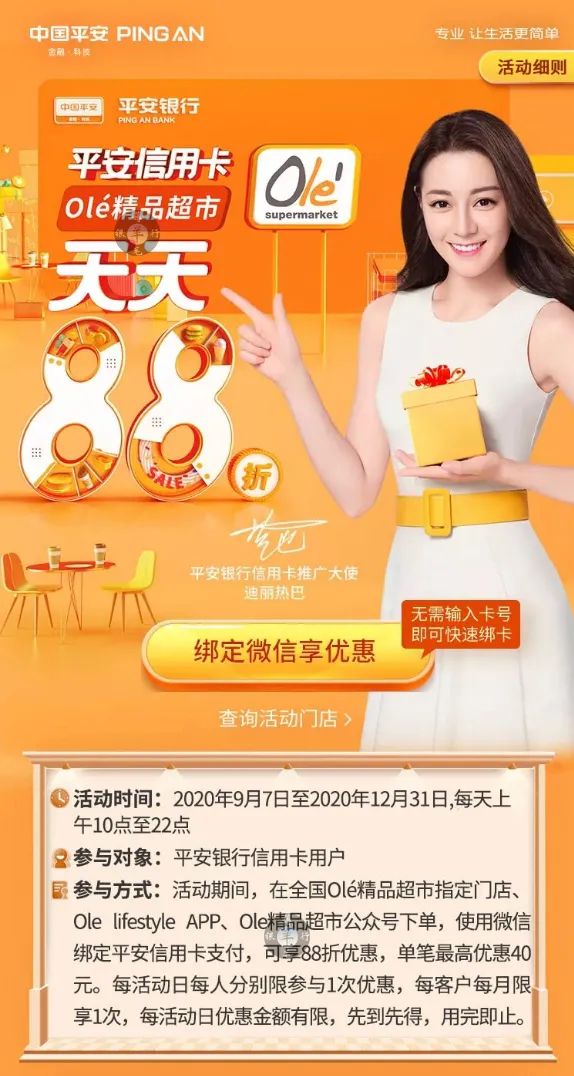 中国平安 PING AN
金融·科技
专业 让生活更简单
活动细则
中国平安
金融·科技
平安银行
PING AN BANK
平安信用卡
Olé精品超市
Olé
supermarket
天天
88
折
SALE
平安银行信用卡推广大使
迪丽热巴
无需输入卡号
即可快速绑卡
绑定微信享优惠
查询活动门店 >
活动时间：2020年9月7日至2020年12月31日,每天上
午10点至22点
参与对象：平安银行信用卡用户
参与方式：活动期间，在全国Olé精品超市指定门店、
Ole lifestyle APP、Ole精品超市公众号下单，使用微信
绑定平安信用卡支付，可享88折优惠，单笔最高优惠40
元。每活动日每人分别限参与1次优惠，每客户每月限
享1次，每活动日优惠金额有限，先到先得，用完即止。